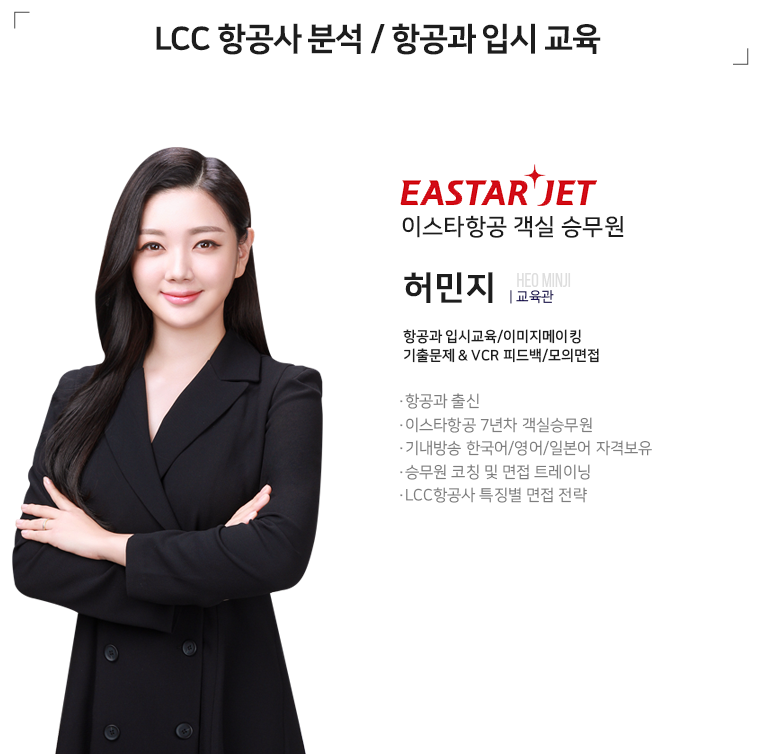 LCC 항공사 분석 / 항공과 입시 교육
EASTAR JET
이스타항공 객실 승무원
허민지 HEO MINJI
| 교육관
항공과 입시교육/이미지메이킹
기출문제 & VCR 피드백/모의면접
·항공과 출신
·이스타항공 7년차 객실승무원
·기내방송 한국어/영어/일본어 자격보유
·승무원 코칭 및 면접 트레이닝
·LCC항공사 특징별 면접 전략